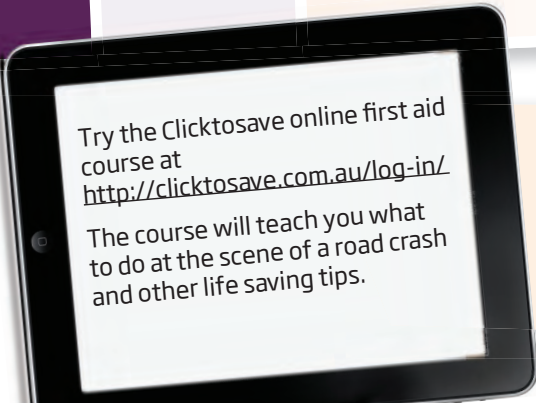 Try the Clicktosave online first aid
course at
http://clicktosave.com.au/log-in/
The course will teach you what
to do at the scene of a road crash
and other life saving tips.